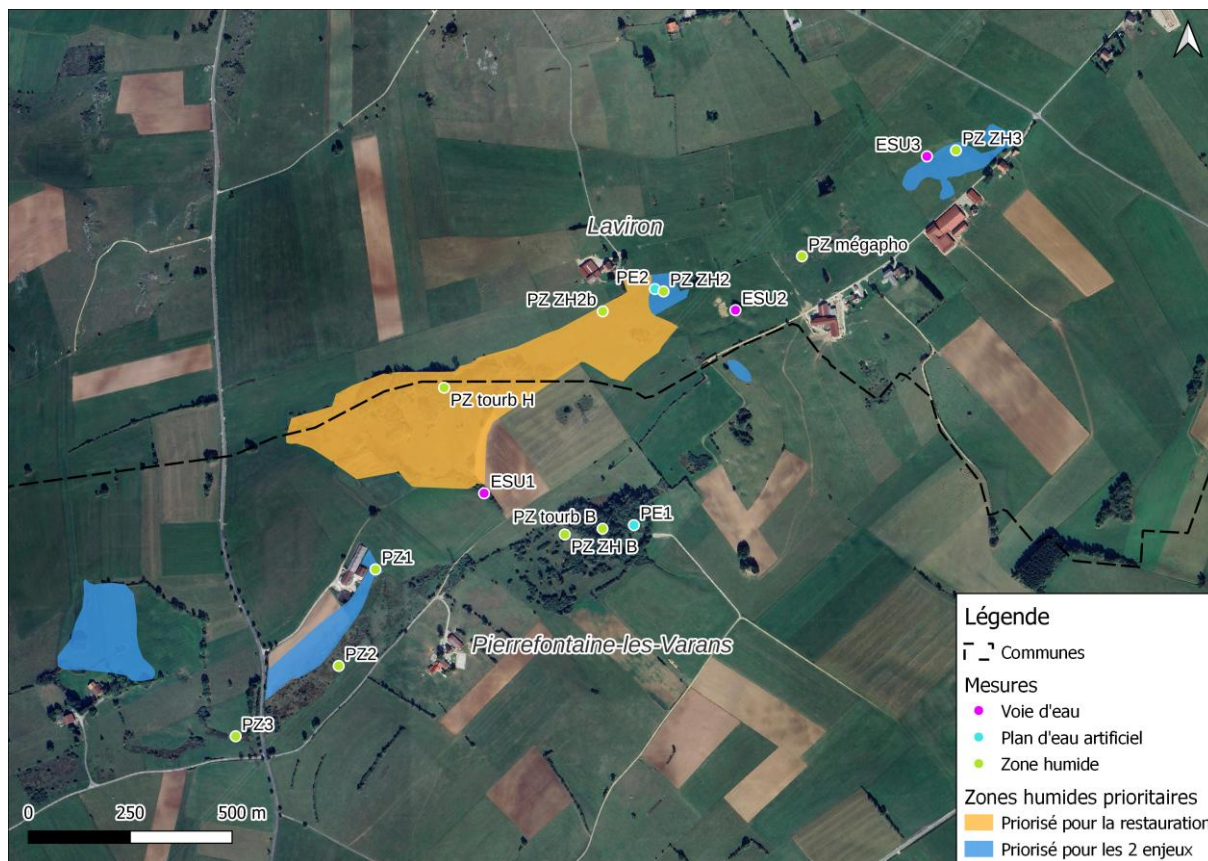 ESU3
PZ ZH3
Laviron
PZ mégapho
PE2
PZ ZH2
PZ ZH2b
ESU2
PZ tourb H
ESU1
PZ tourb B
PE1
PZ ZH B
PZ1
Pierrefontaine-les-Varans
PZ2
PZ3
0 250 500 m
Légende
Communes
Mesures
Voie d'eau
Plan d'eau artificiel
Zone humide
Zones humides prioritaires
Priorisé pour la restauration
Priorisé pour les 2 enjeux